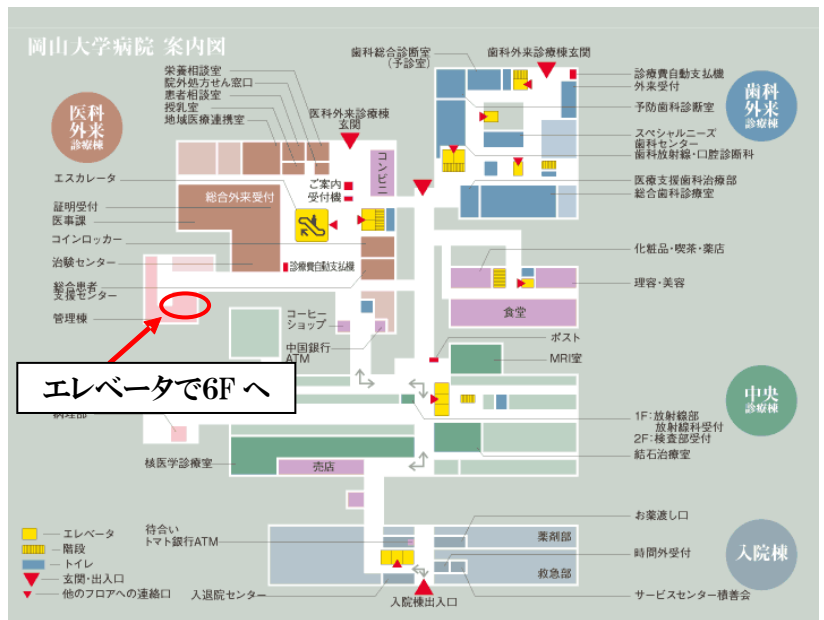 岡山大学病院 案内図
歯科総合診断室
(予診室)
歯科外来診療棟玄関
栄養相談室
院外処方せん窓口
患者相談室
授乳室
地域医療連携室
医科外来診療棟
玄関
診療費自動支払機
外来受付
予防歯科診断室
スペシャルニーズ
歯科センター
歯科放射線・口腔診断科
医療支援歯科治療部
総合歯科診療室
医科
外来
診療棟
歯科
外来
診療棟
エスカレータ
証明受付
医事課
コインロッカー
治験センター
総合患者
支援センター
管理棟
総合外来受付
ご案内
受付機
コンビニ
診療費自動支払機
化粧品・喫茶・薬店
理容・美容
食堂
コーヒー
ショップ
中国銀行
ATM
ポスト
MRI室
エレベータで6F へ
病理部
核医学診療室
売店
1F:放射線部
放射線科受付
2F:検査部受付
結石治療室
中央
診療棟
エレベータ
階段
トイレ
玄関・出入口
他のフロアへの連絡口
待合い
トマト銀行ATM
入退院センター
入院棟出入口
薬剤部
救急部
お薬渡し口
時間外受付
サービスセンター積善会
入院棟